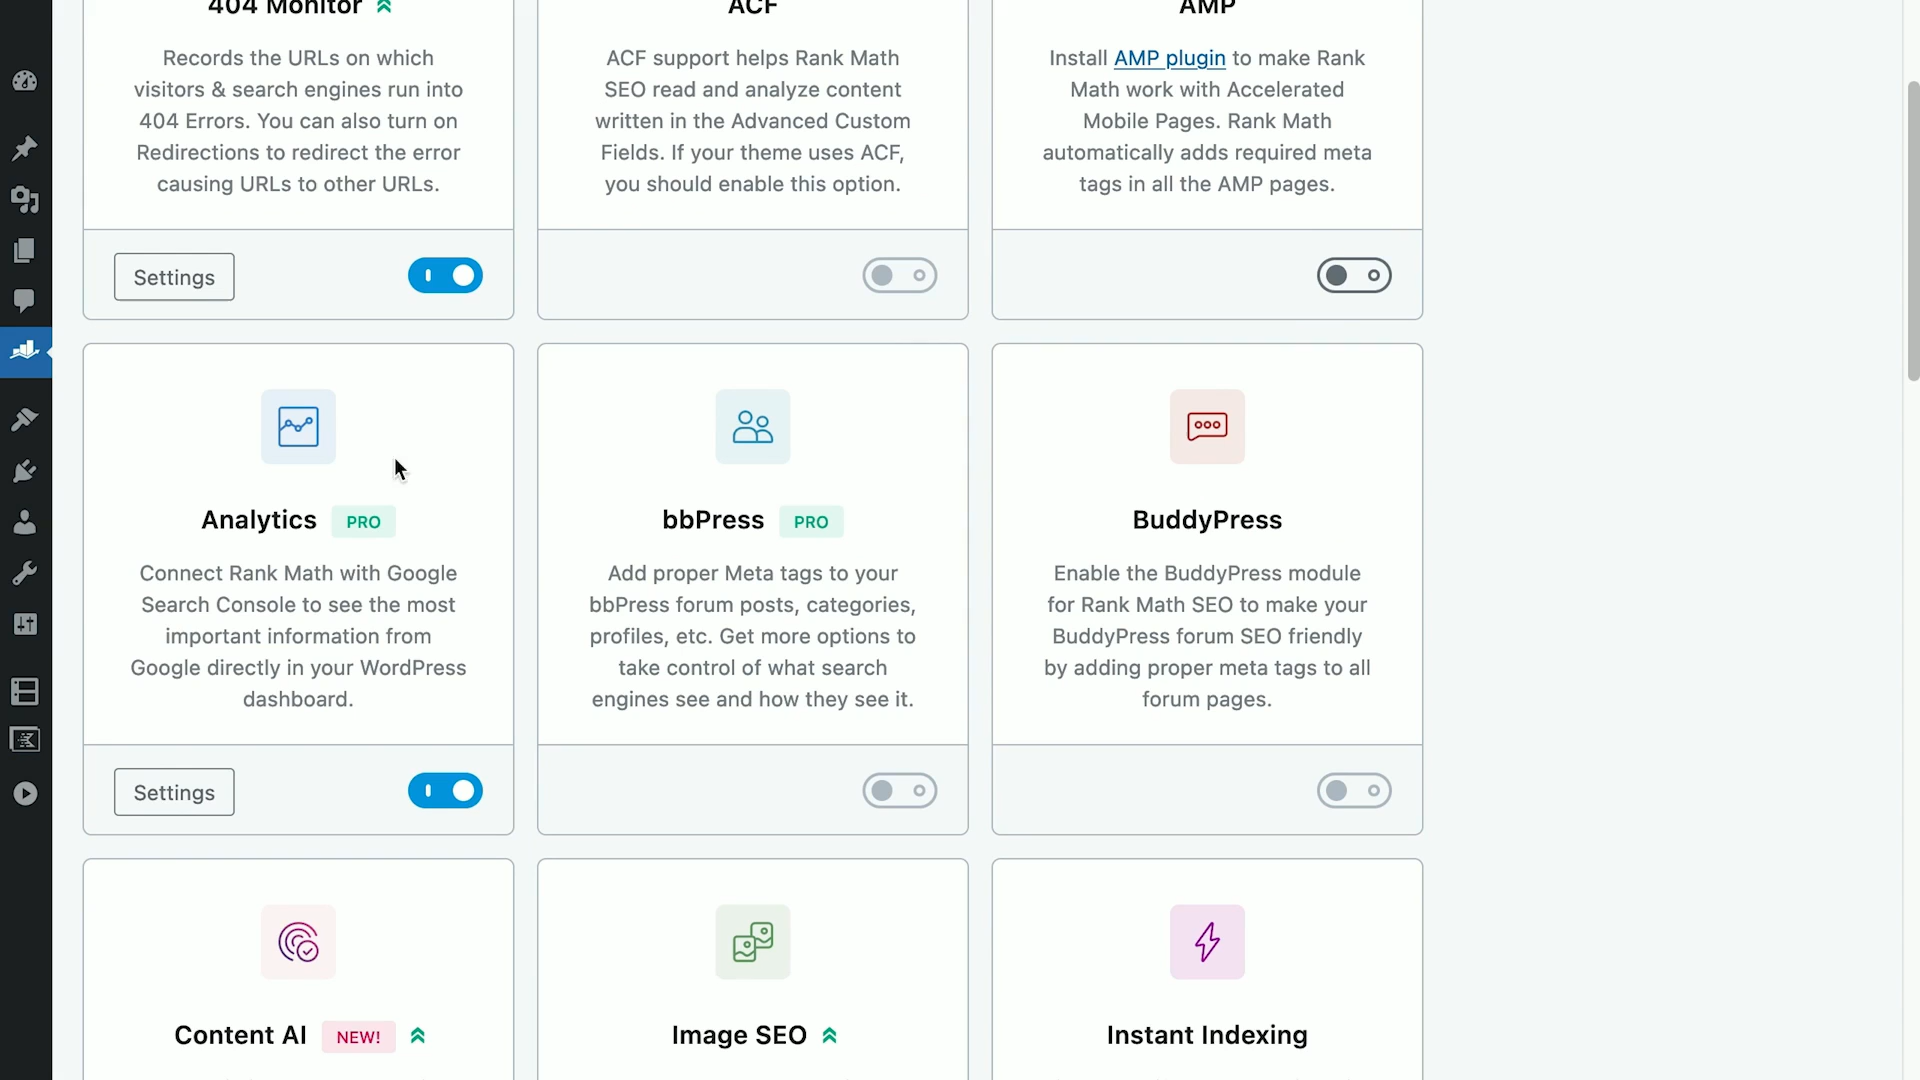 404 Monitor
Records the URLs on which
visitors & search engines run into
404 Errors. You can also turn on
Redirections to redirect the error
causing URLs to other URLs.
Settings
ACF
ACF support helps Rank Math
SEO read and analyze content
written in the Advanced Custom
Fields. If your theme uses ACF,
you should enable this option.
AMP
Install AMP plugin to make Rank
Math work with Accelerated
Mobile Pages. Rank Math
automatically adds required meta
tags in all the AMP pages.
Analytics PRO
Connect Rank Math with Google
Search Console to see the most
important information from
Google directly in your WordPress
dashboard.
Settings
bbPress PRO
Add proper Meta tags to your
bbPress forum posts, categories,
profiles, etc. Get more options to
take control of what search
engines see and how they see it.
BuddyPress
Enable the BuddyPress module
for Rank Math SEO to make your
BuddyPress forum SEO friendly
by adding proper meta tags to all
forum pages.
Content AI NEW!
Image SEO
Instant Indexing